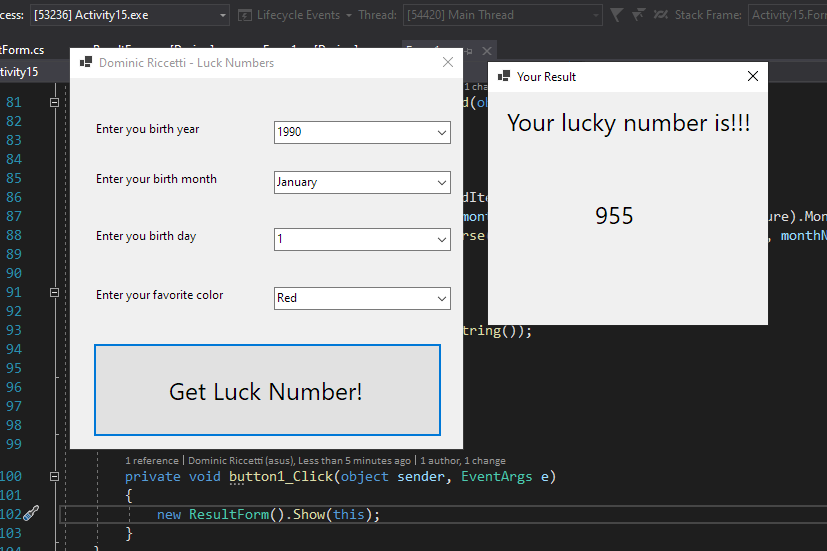 cess: [53236] Activity15.exe Lifecycle Events Thread: [54420] Main Thread Stack Frame: Activity15.Form
tForm.cs
tivity15
Dominic Riccetti - Luck Numbers
Enter you birth year 1990
Enter your birth month January
Enter you birth day 1
Enter your favorite color Red
Get Luck Number!
Your Result
Your lucky number is!!!
955
81 d(ob
82
83
84
85
86 dIte
87 mont ure).Mon
88 rser , monthN
89
90
91
92
93 tring());
94
95
96
97
98
99
1 reference | Dominic Riccetti (asus), Less than 5 minutes ago | 1 author, 1 change
100 private void button1_Click(object sender, EventArgs e)
101 {
102 new ResultForm().Show(this);
103 }